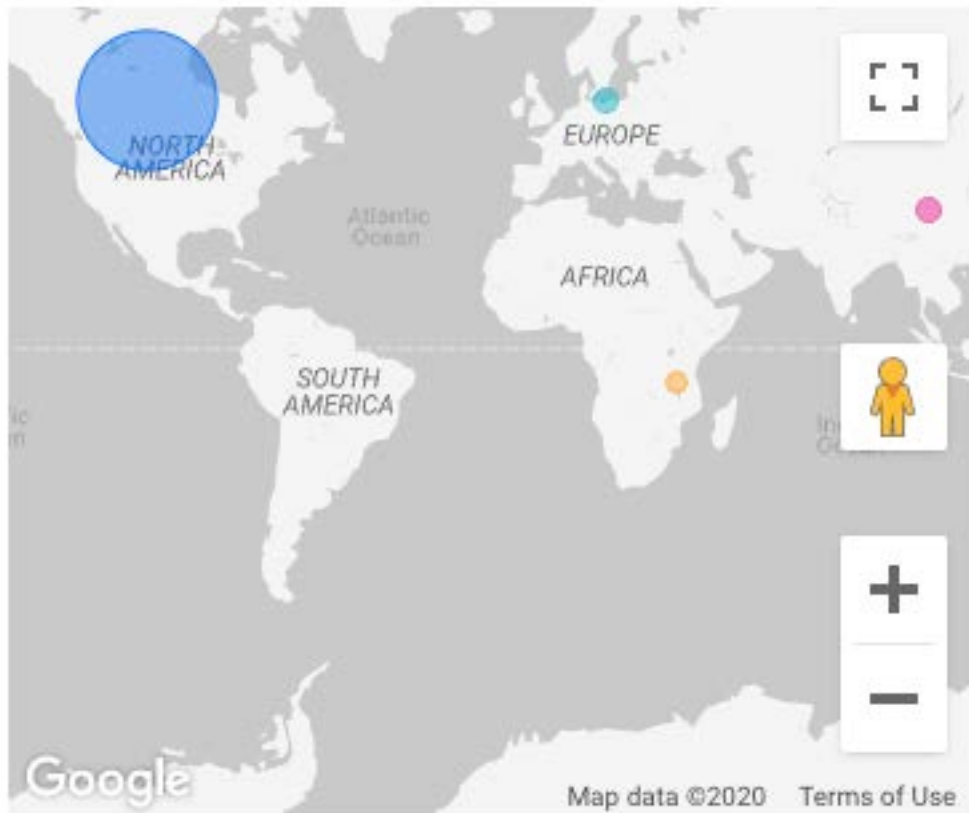 NORTH
AMERICA
EUROPE
Atlantic
Ocean
AFRICA
SOUTH
AMERICA
Google
Map data ©2020 Terms of Use